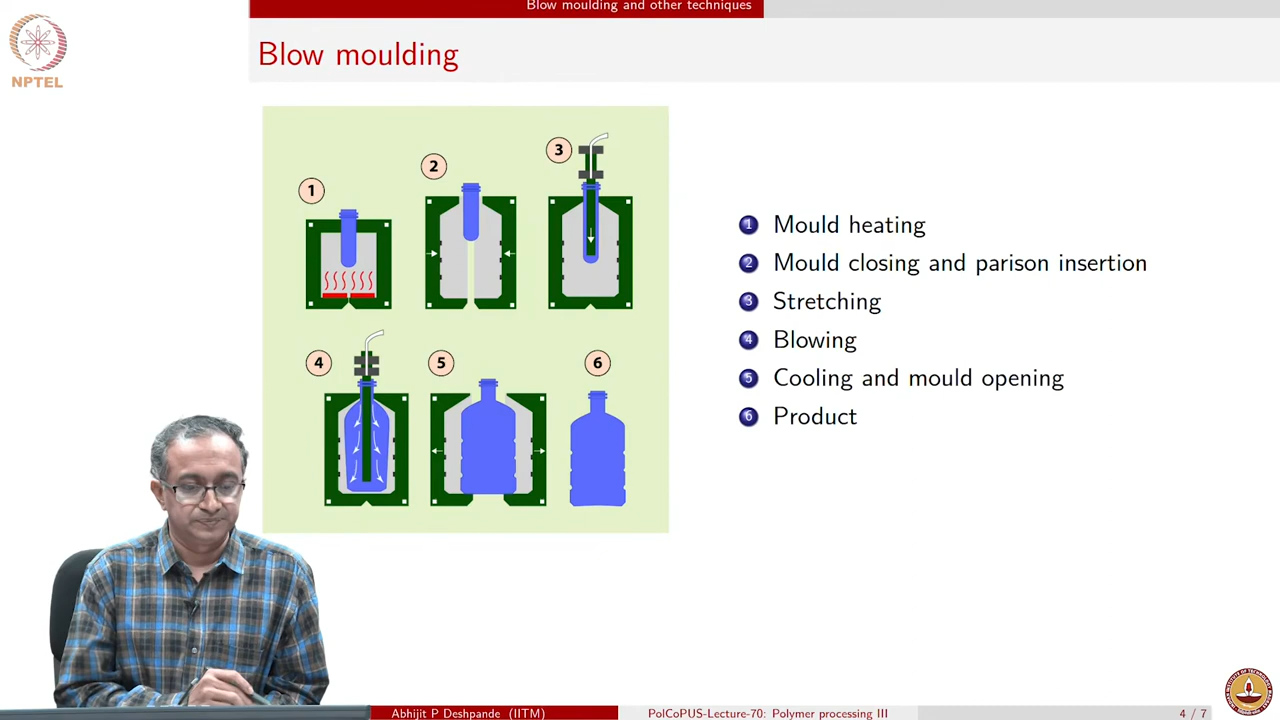 Blow moulding and other techniques
NPTEL
Blow moulding
1
2
3
4
5
6
1 Mould heating
2 Mould closing and parison insertion
3 Stretching
4 Blowing
5 Cooling and mould opening
6 Product
Abhijit P Deshpande (IITM)
PolCoPUS-Lecture-70: Polymer processing III
4 / 7